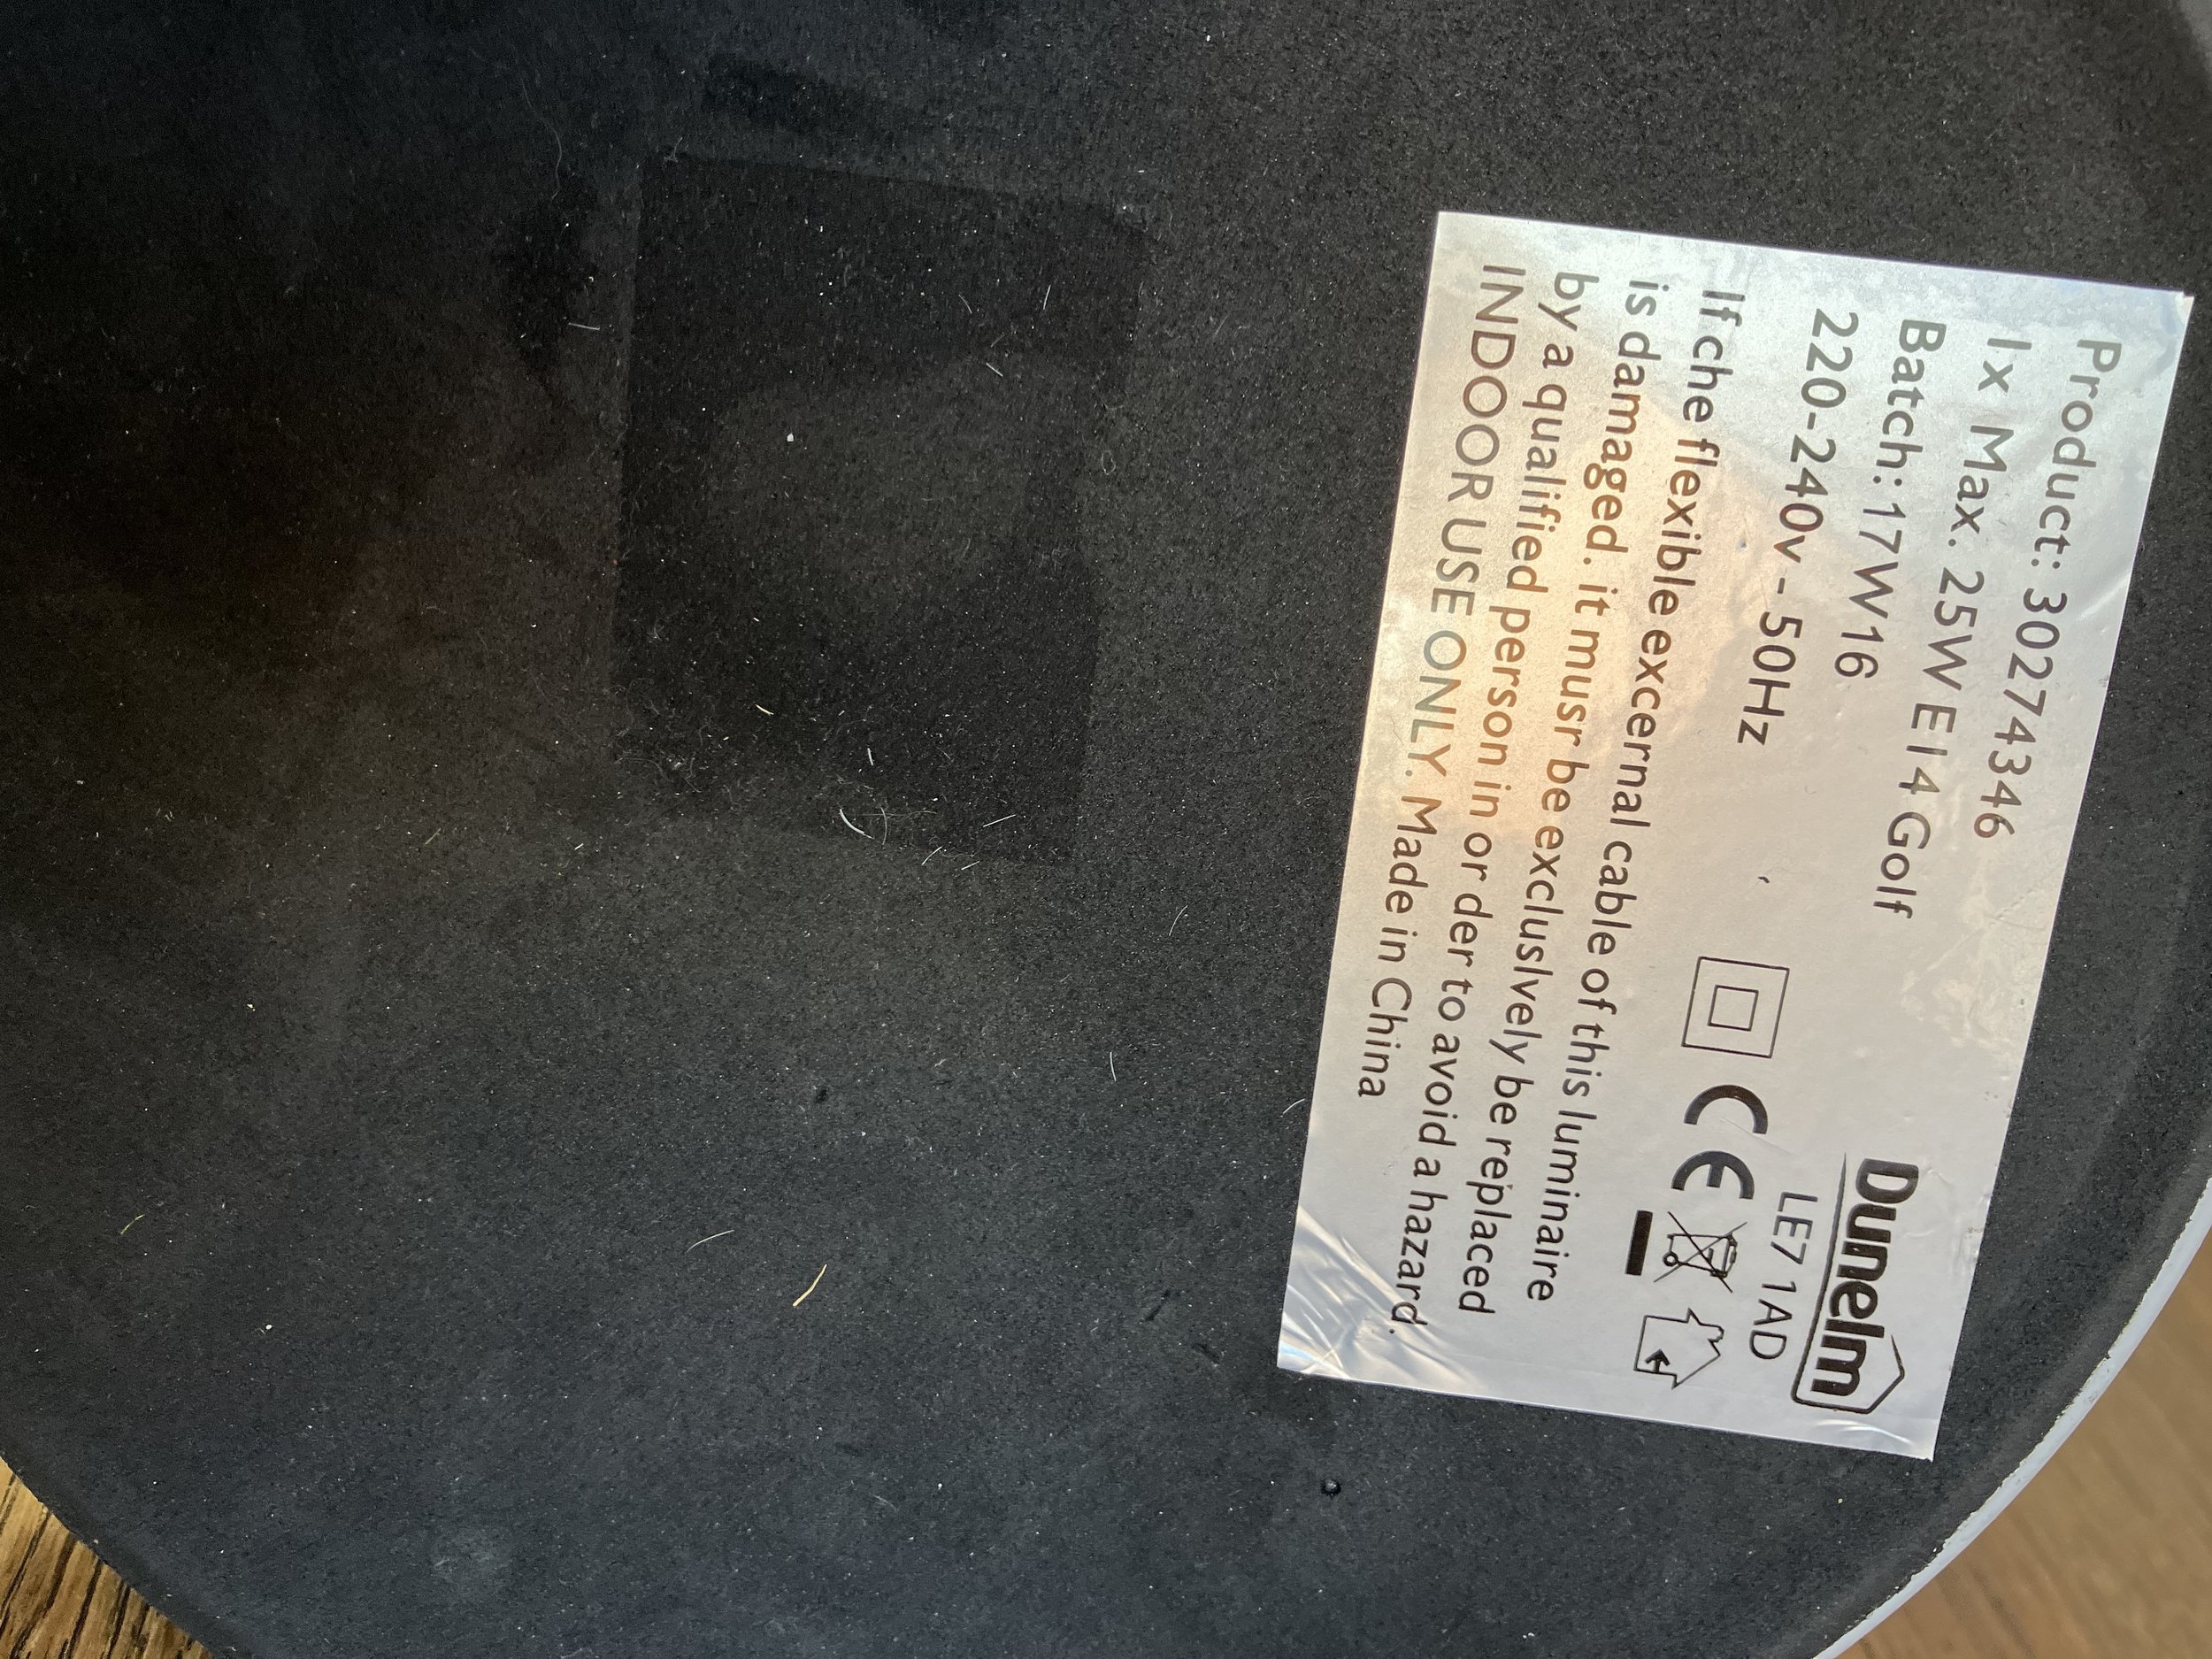 Product: 30274346
1x Max. 25W E14 Golf
Batch: 17W16
220-240v - 50Hz
Dunelm
LE7 1AD
CE
If che flexible excernal cable of this luminaire
is damaged. it musr be excluslvely be replaced
by a qualified person in or der to avoid a hazard.
INDOOR USE ONLY. Made in China